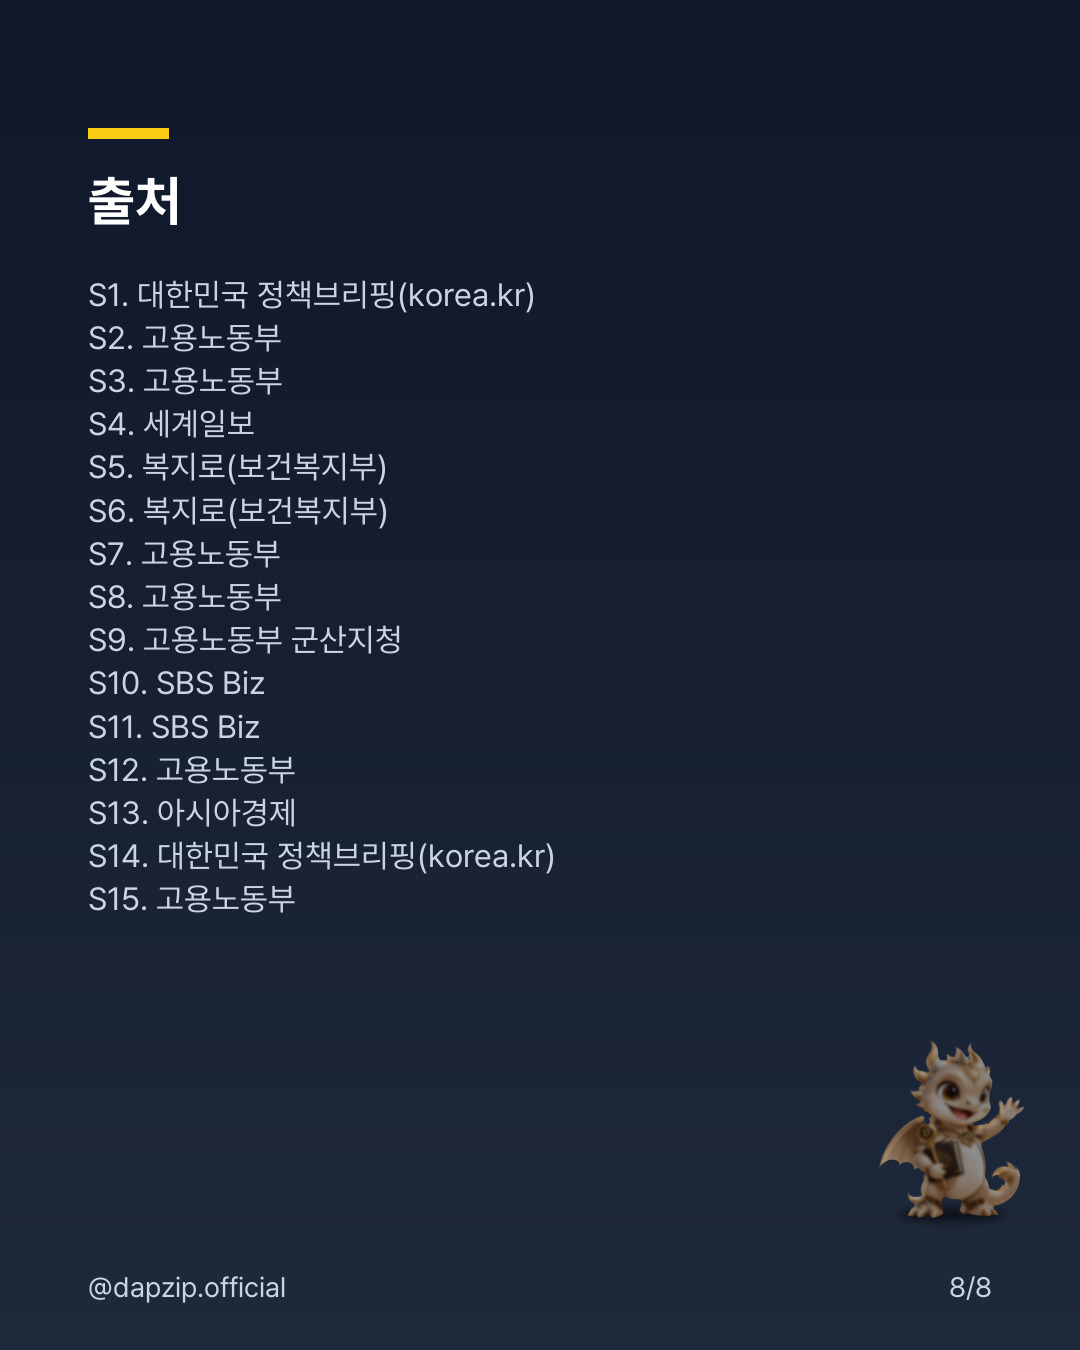 출처
S1. 대한민국 정책브리핑(korea.kr)
S2. 고용노동부
S3. 고용노동부
S4. 세계일보
S5. 복지로(보건복지부)
S6. 복지로(보건복지부)
S7. 고용노동부
S8. 고용노동부
S9. 고용노동부 군산지청
S10. SBS Biz
S11. SBS Biz
S12. 고용노동부
S13. 아시아경제
S14. 대한민국 정책브리핑(korea.kr)
S15. 고용노동부
@dapzip.official
8/8